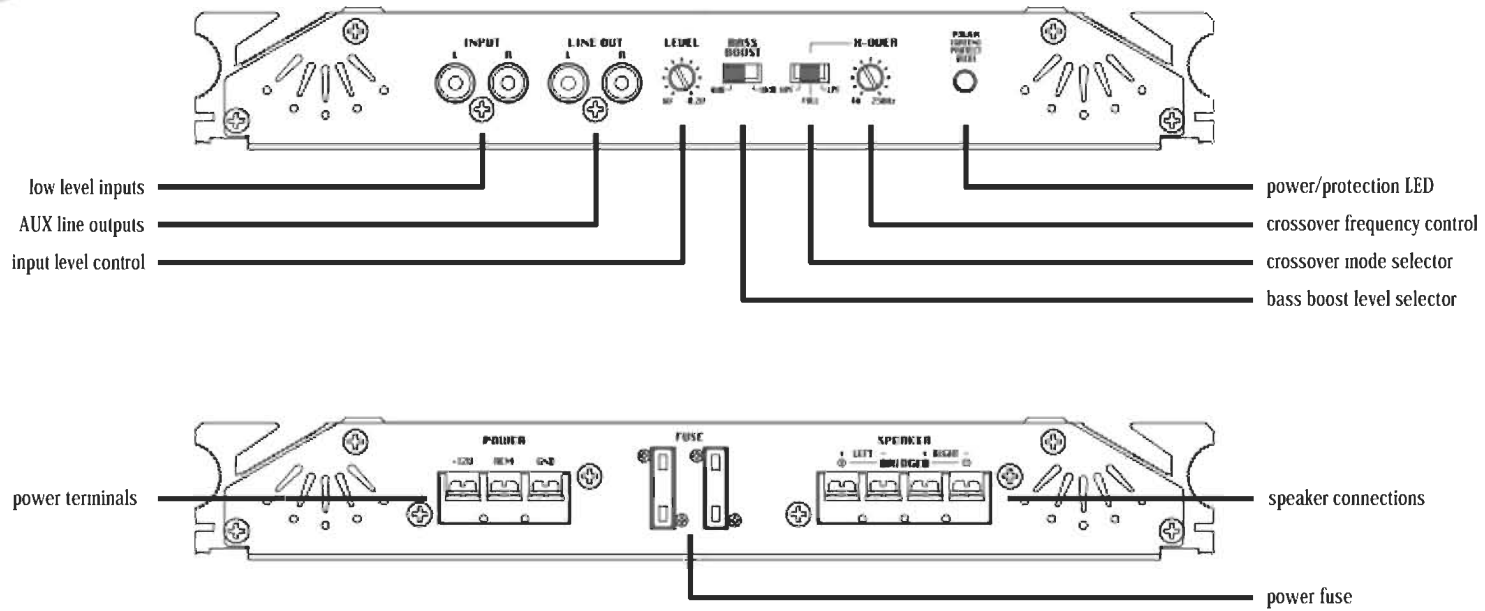 INPUT
L R
LINE OUT
L R
LEVEL
BASS
BOOST
X-OVER
FULL
low level inputs
AUX line outputs
input level control
power/protection LED
crossover frequency control
crossover mode selector
bass boost level selector
POWER
REM GND
FUSE
SPEAKER
+ LEFT - + RIGHT -
BRIDGED
power terminals
speaker connections
power fuse